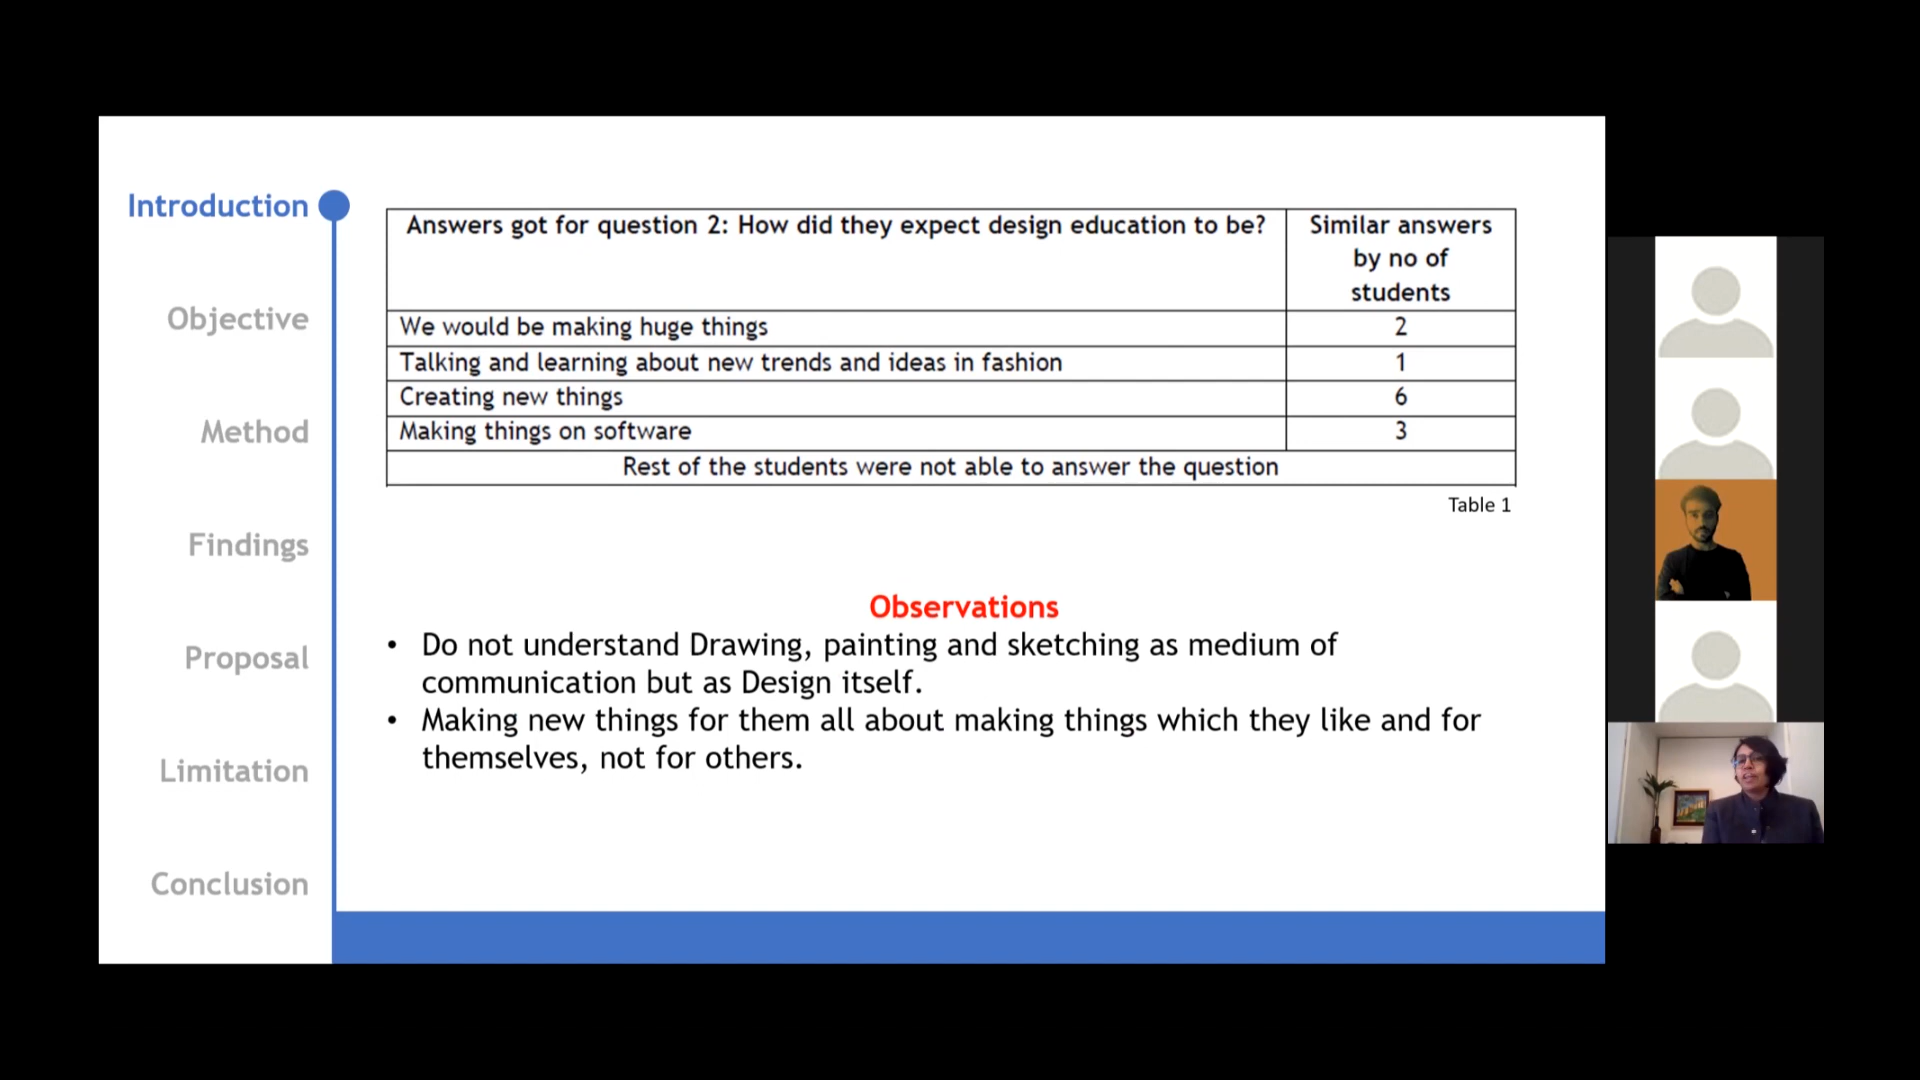 Introduction
Objective
Method
Findings
Proposal
Limitation
Conclusion
Answers got for question 2: How did they expect design education to be?
Similar answers
by no of
students
We would be making huge things 2
Talking and learning about new trends and ideas in fashion 1
Creating new things 6
Making things on software 3
Rest of the students were not able to answer the question
Table 1
Observations
• Do not understand Drawing, painting and sketching as medium of
communication but as Design itself.
• Making new things for them all about making things which they like and for
themselves, not for others.